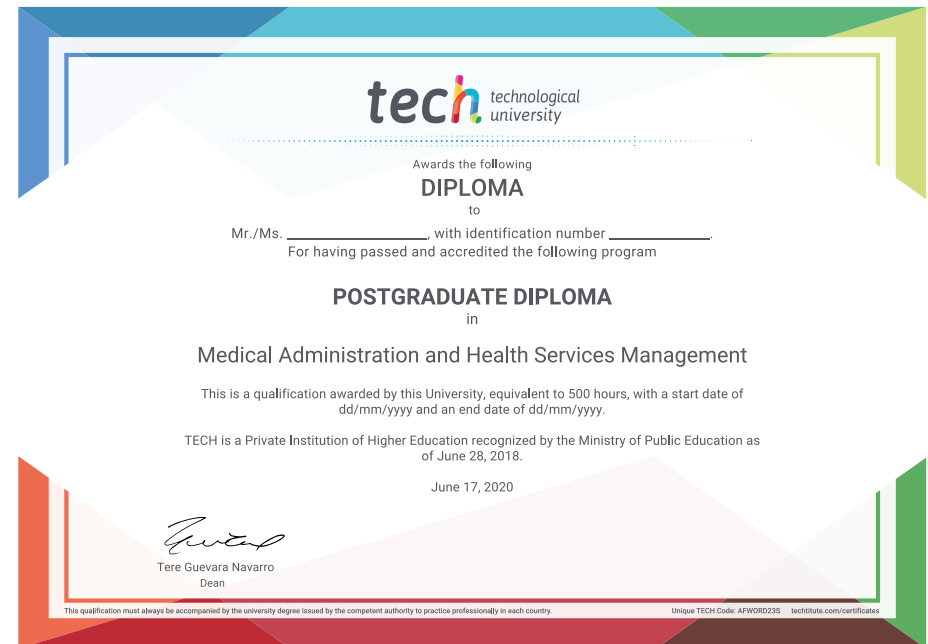 tech technological
university
Awards the following
DIPLOMA
to
Mr./Ms. ____________________, with identification number ______________.
For having passed and accredited the following program
POSTGRADUATE DIPLOMA
in
Medical Administration and Health Services Management
This is a qualification awarded by this University, equivalent to 500 hours, with a start date of
dd/mm/yyyy and an end date of dd/mm/yyyy.
TECH is a Private Institution of Higher Education recognized by the Ministry of Public Education as
of June 28, 2018.
June 17, 2020
Tere Guevara Navarro
Dean
This qualification must always be accompanied by the university degree issued by the competent authority to practice professionally in each country.
Unique TECH Code: AFWORD23S techtitute.com/certificates